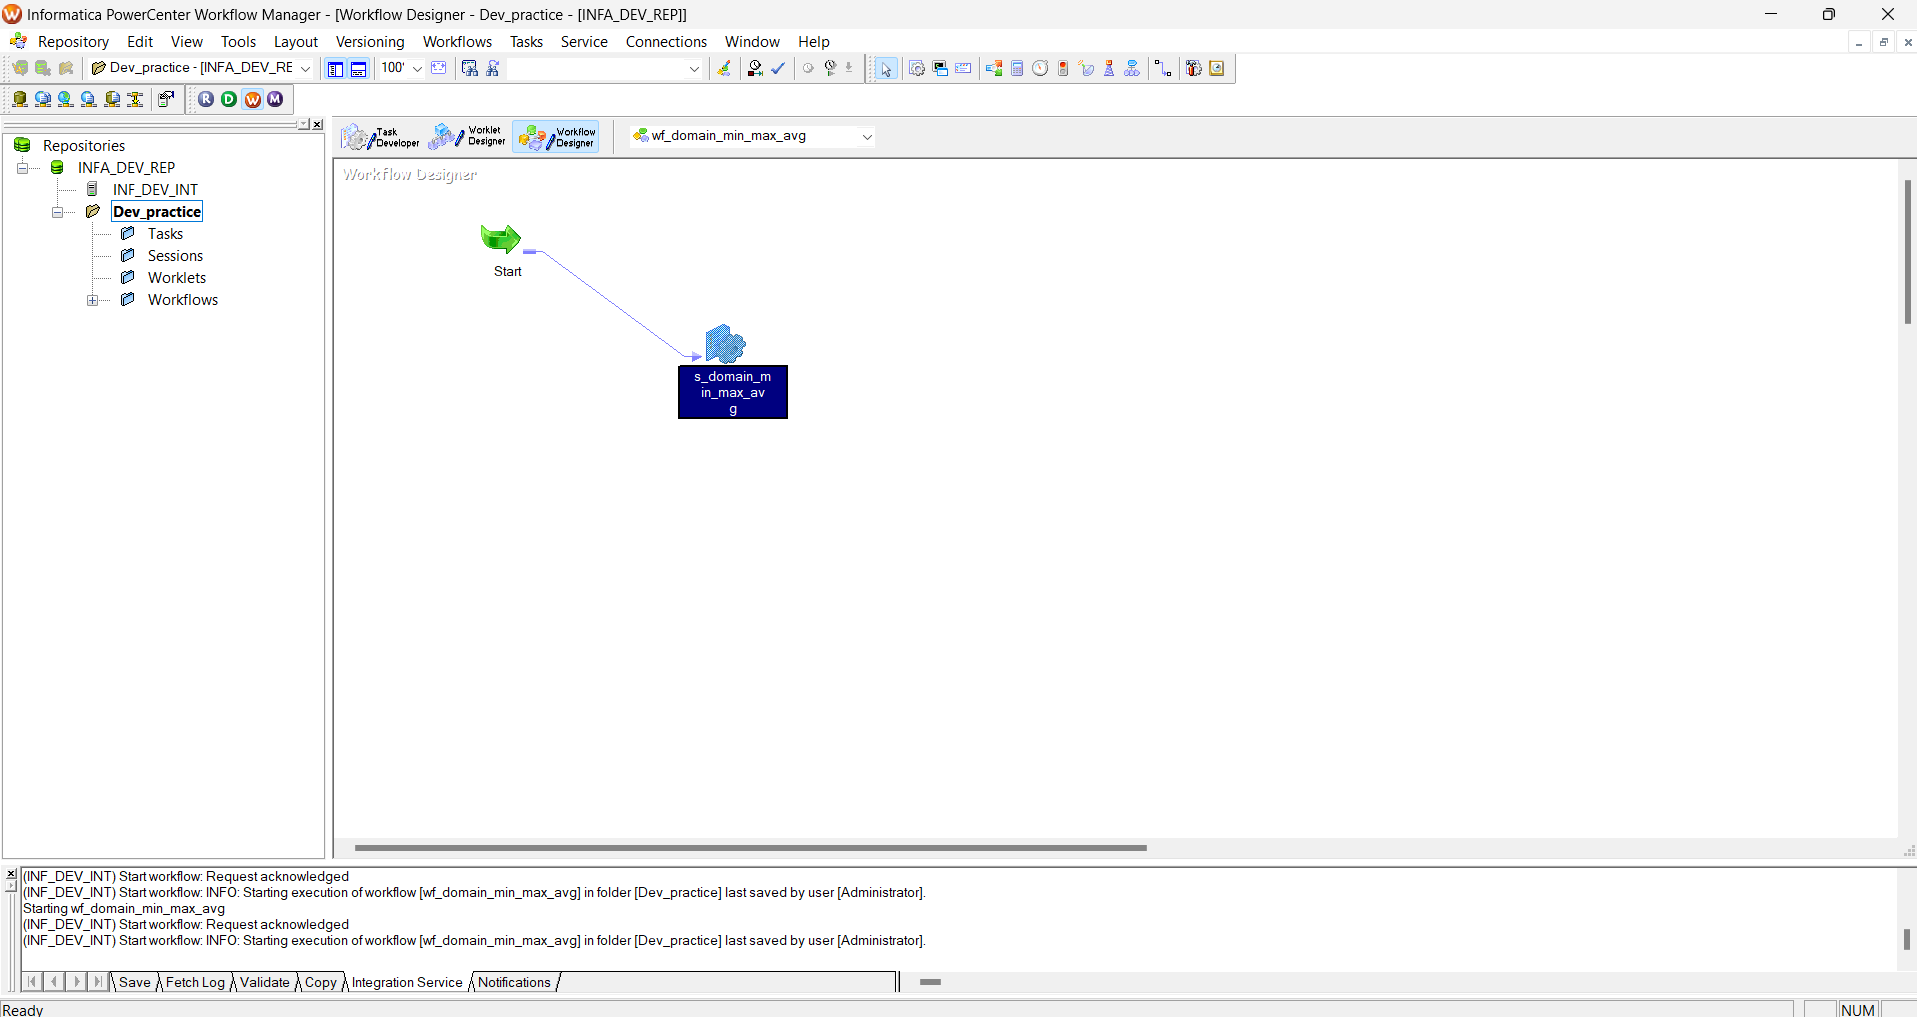 Informatica PowerCenter Workflow Manager - [Workflow Designer - Dev_practice - [INFA_DEV_REP]]
Repository Edit View Tools Layout Versioning Workflows Tasks Service Connections Window Help
Dev_practice - [INFA_DEV_RE 100'
R D W M
Repositories
INFA_DEV_REP
INF_DEV_INT
Dev_practice
Tasks
Sessions
Worklets
Workflows
Task Developer
Worklet Designer
Workflow Designer
wf_domain_min_max_avg
Workflow Designer
Start
s_domain_m
in_max_av
g
(INF_DEV_INT) Start workflow: Request acknowledged
(INF_DEV_INT) Start workflow: INFO: Starting execution of workflow [wf_domain_min_max_avg] in folder [Dev_practice] last saved by user [Administrator].
Starting wf_domain_min_max_avg
(INF_DEV_INT) Start workflow: Request acknowledged
(INF_DEV_INT) Start workflow: INFO: Starting execution of workflow [wf_domain_min_max_avg] in folder [Dev_practice] last saved by user [Administrator].
Save Fetch Log Validate Copy Integration Service Notifications
Ready NUM